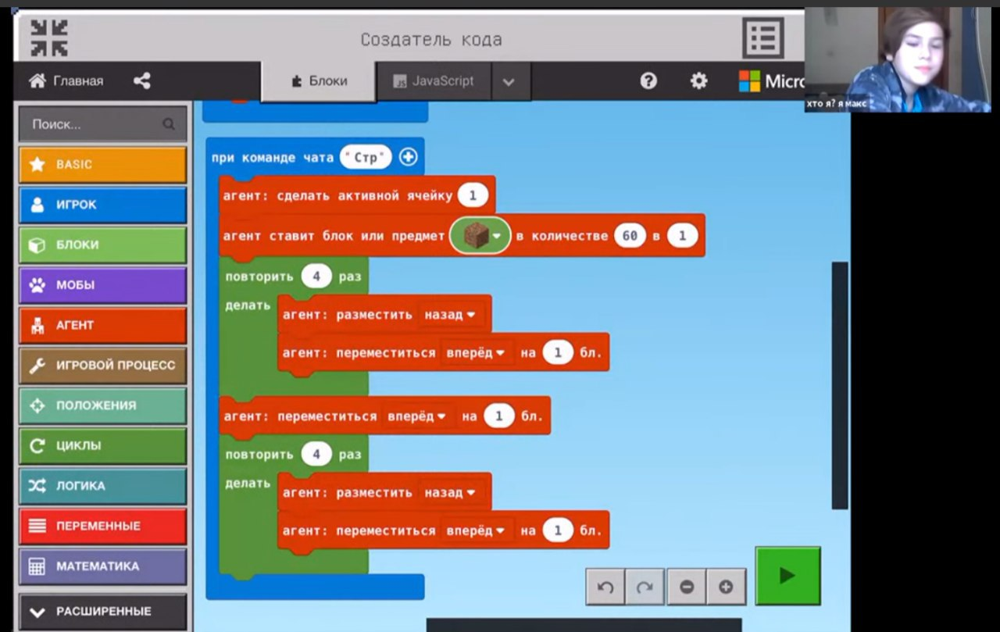 Создатель кода
Главная
Блоки
JavaScript
Micro
хто я? я макс
Поиск...
BASIC
ИГРОК
БЛОКИ
МОБЫ
АГЕНТ
ИГРОВОЙ ПРОЦЕСС
ПОЛОЖЕНИЯ
ЦИКЛЫ
ЛОГИКА
ПЕРЕМЕННЫЕ
МАТЕМАТИКА
РАСШИРЕННЫЕ
при команде чата "Стр"
агент: сделать активной ячейку 1
агент ставит блок или предмет в количестве 60 в 1
повторить 4 раз
делать
агент: разместить назад
агент: переместиться вперёд на 1 бл.
агент: переместиться вперёд на 1 бл.
повторить 4 раз
делать
агент: разместить назад
агент: переместиться вперёд на 1 бл.